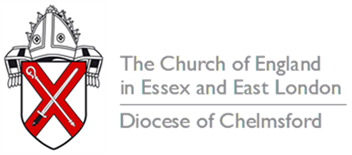 The Church of England
in Essex and East London
Diocese of Chelmsford